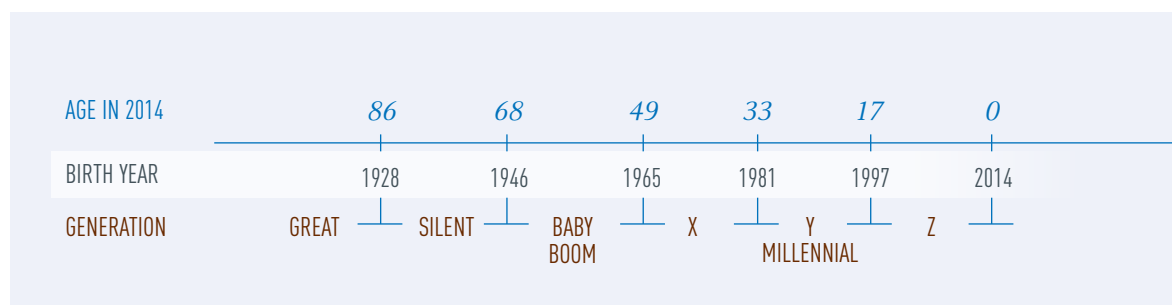 AGE IN 2014 86 68 49 33 17 0
BIRTH YEAR 1928 1946 1965 1981 1997 2014
GENERATION GREAT SILENT BABY X Y Z
BOOM MILLENNIAL